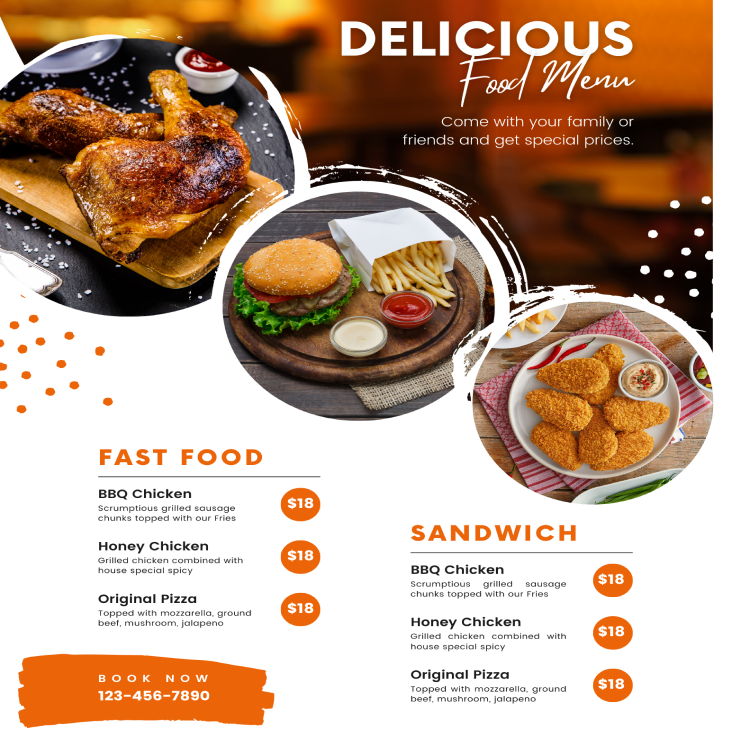 DELICIOUS
Food Menu
Come with your family or
friends and get special prices.
FAST FOOD
BBQ Chicken
Scrumptious grilled sausage
chunks topped with our Fries
$18
Honey Chicken
Grilled chicken combined with
house special spicy
$18
Original Pizza
Topped with mozzarella, ground
beef, mushroom, jalapeno
$18
SANDWICH
BBQ Chicken
Scrumptious grilled sausage
chunks topped with our Fries
$18
Honey Chicken
Grilled chicken combined with
house special spicy
$18
Original Pizza
Topped with mozzarella, ground
beef, mushroom, jalapeno
$18
BOOK NOW
123-456-7890